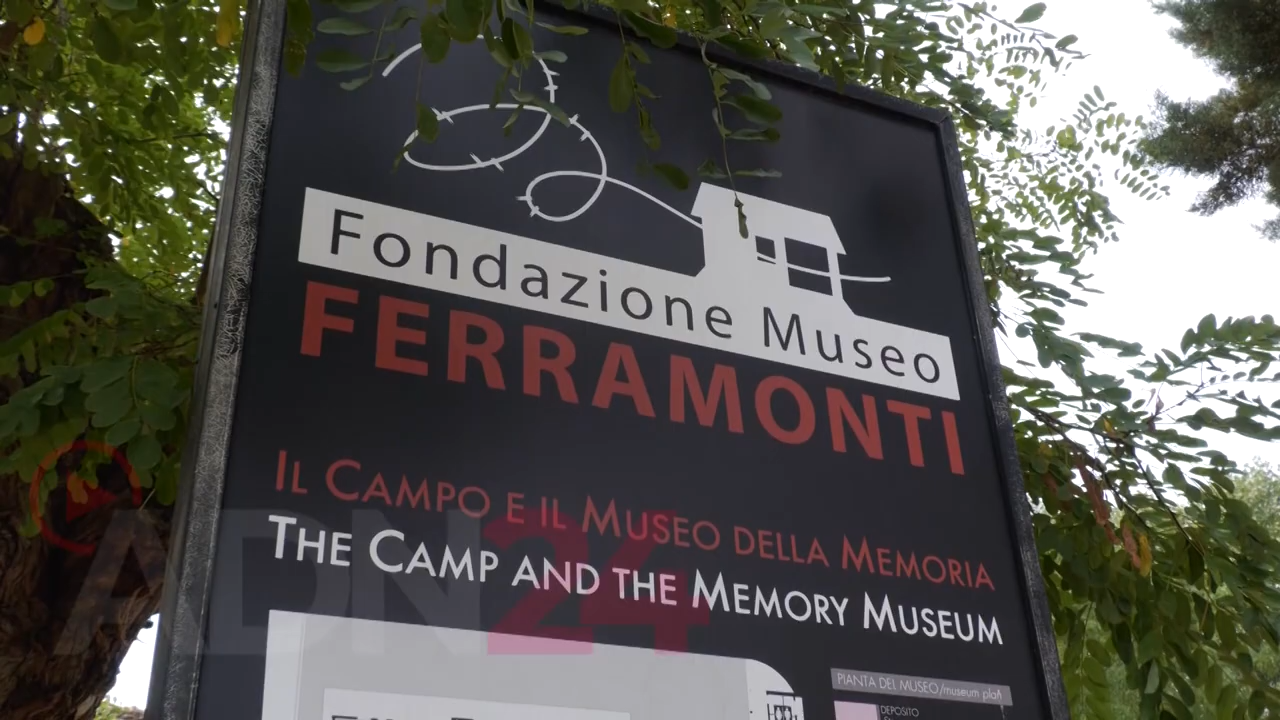 Fondazione Museo
FERRAMONTI
IL CAMPO E IL MUSEO DELLA MEMORIA
THE CAMP AND THE MEMORY MUSEUM
ADN24
PIANTA DEL MUSEO/museum plan
DEPOSITO